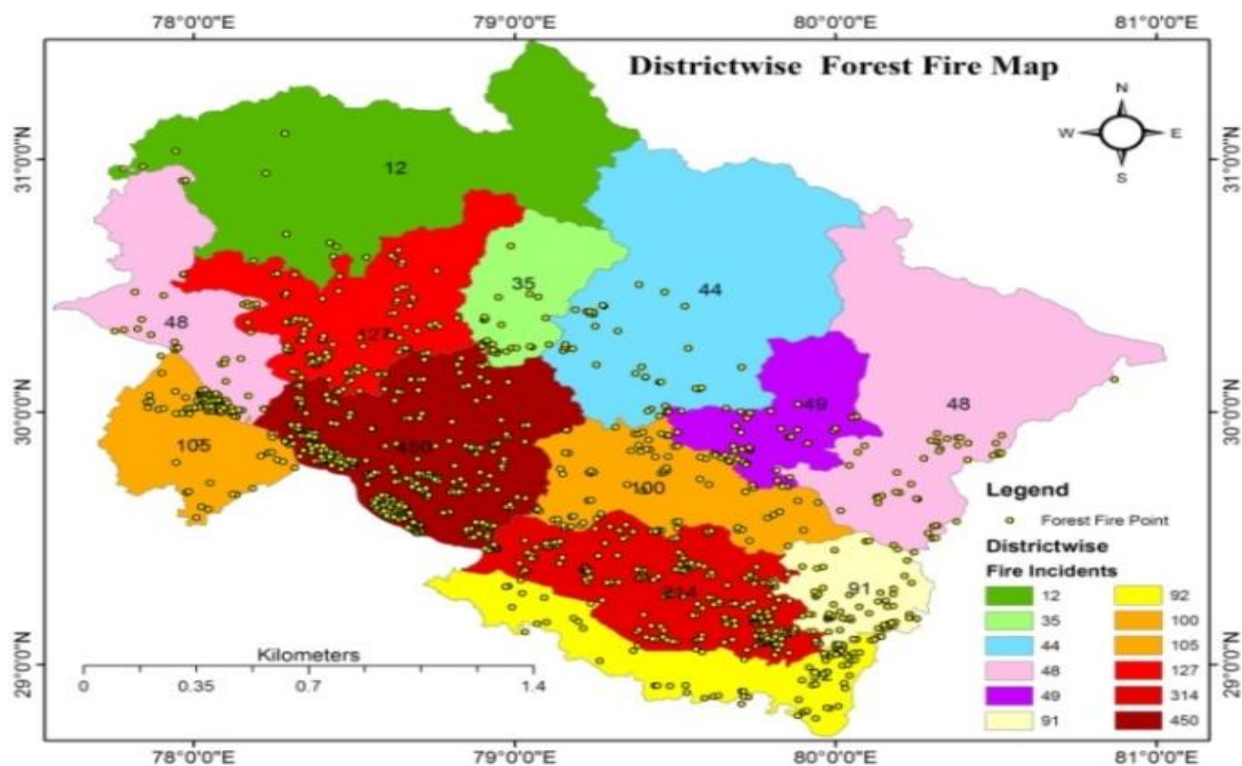 78°0'0"E 79°0'0"E 80°0'0"E 81°0'0"E
Districtwise Forest Fire Map
N
W E
S
31°0'0"N 31°0'0"N
12
35
44
48
127
49
48
30°0'0"N 30°0'0"N
105
450
100
91
314
92
29°0'0"N 29°0'0"N
Legend
Forest Fire Point
Districtwise
Fire Incidents
12 92
35 100
44 105
48 127
49 314
91 450
Kilometers
0 0.35 0.7 1.4
78°0'0"E 79°0'0"E 80°0'0"E 81°0'0"E